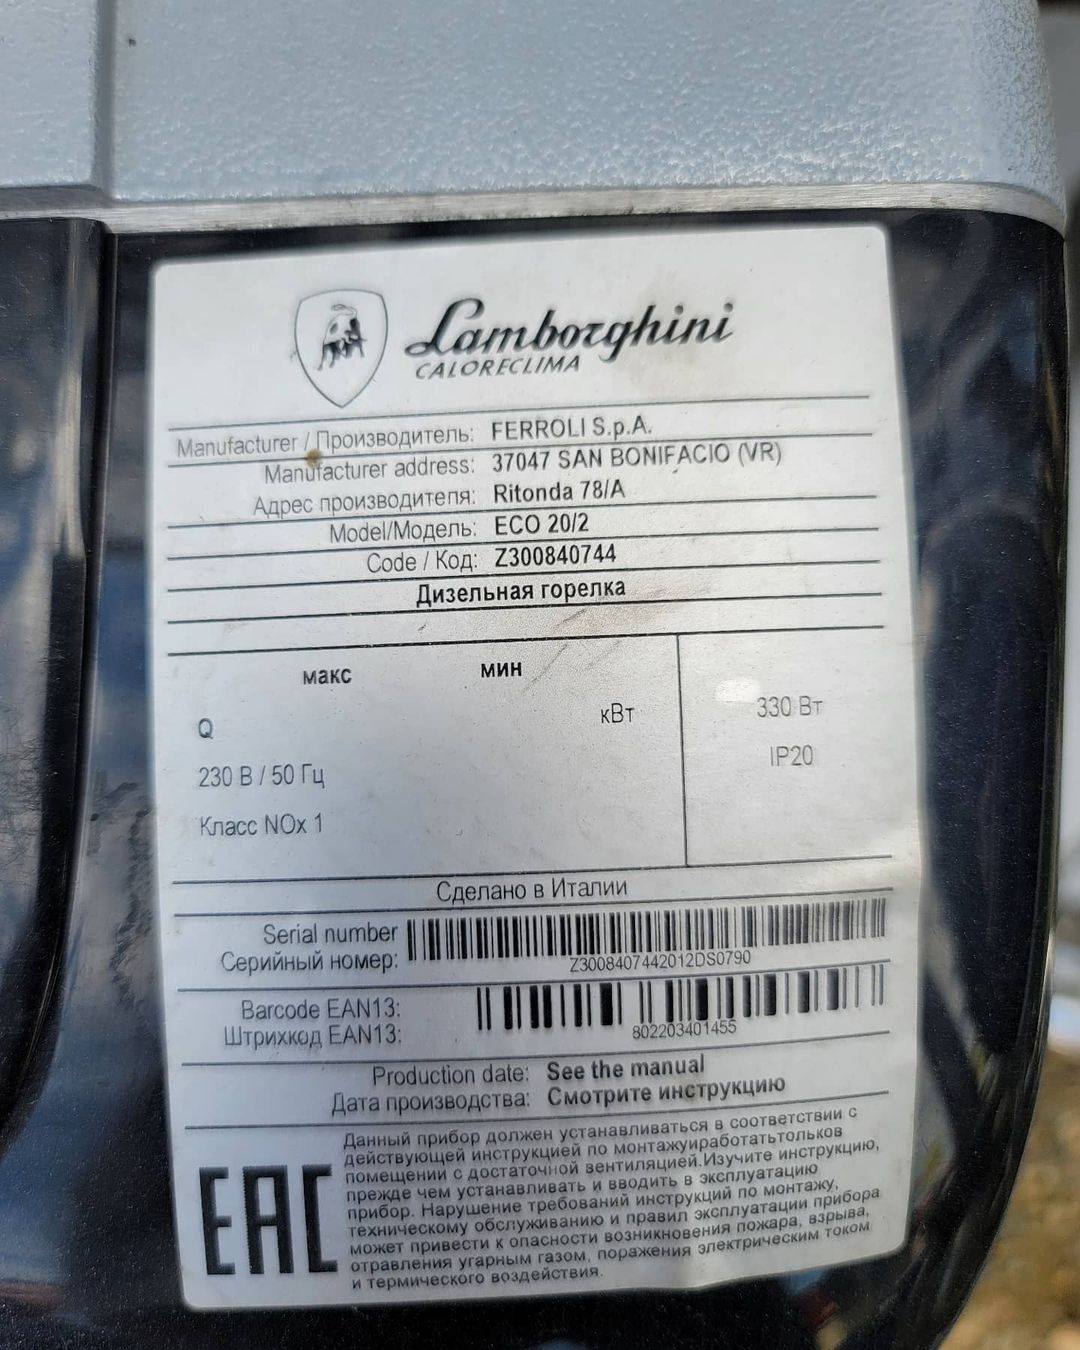 Lamborghini
CALORECLIMA
Manufacturer / Производитель: FERROLI S.p.A.
Manufacturer address: 37047 SAN BONIFACIO (VR)
Адрес производителя: Ritonda 78/A
Model/Модель: ECO 20/2
Code / Код: Z300840744
Дизельная горелка
макс мин
Q кВт 330 Вт
230 В / 50 Гц IP20
Класс NOx 1
Сделано в Италии
Serial number
Серийный номер:
Z3008407442012DS0790
Barcode EAN13:
Штрихкод EAN13:
802203401455
Production date: See the manual
Дата производства: Смотрите инструкцию
EAC
Данный прибор должен устанавливаться в соответствии с
действующей инструкцией по монтажуиработатьтольков
помещении с достаточной вентиляцией.Изучите инструкцию,
прежде чем устанавливать и вводить в эксплуатацию
прибор. Нарушение требований инструкций по монтажу,
техническому обслуживанию и правил эксплуатации прибора
может привести к опасности возникновения пожара, взрыва,
отравления угарным газом, поражения электрическим током
и термического воздействия.